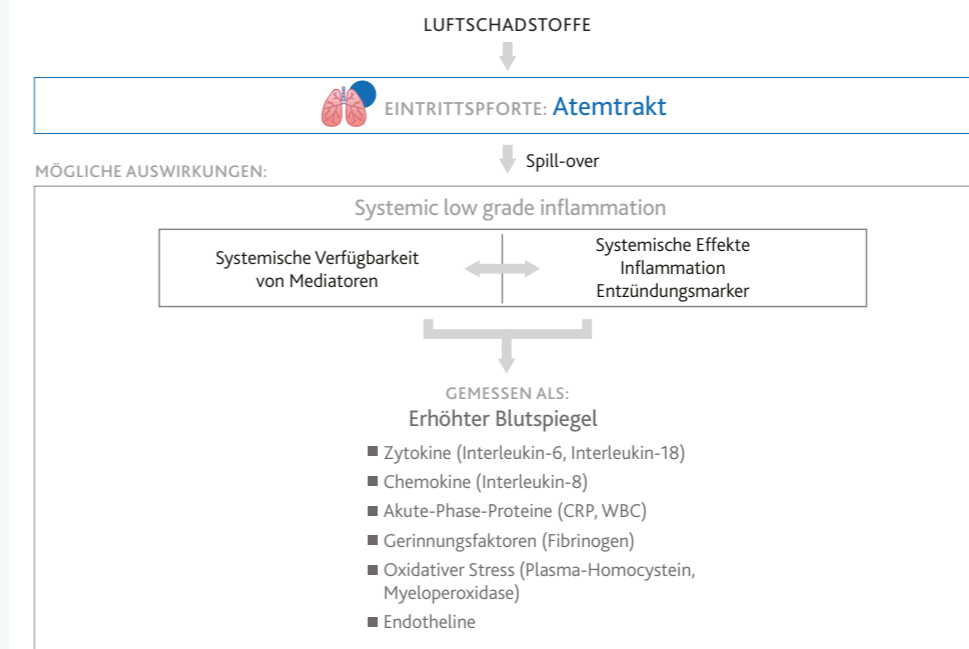 LUFTSCHADSTOFFE
EINTRITTSPFORTE: Atemtrakt
Spill-over
MÖGLICHE AUSWIRKUNGEN:
Systemic low grade inflammation
Systemische Verfügbarkeit
von Mediatoren
Systemische Effekte
Inflammation
Entzündungsmarker
GEMESSEN ALS:
Erhöhter Blutspiegel
■ Zytokine (Interleukin-6, Interleukin-18)
■ Chemokine (Interleukin-8)
■ Akute-Phase-Proteine (CRP, WBC)
■ Gerinnungsfaktoren (Fibrinogen)
■ Oxidativer Stress (Plasma-Homocystein,
Myeloperoxidase)
■ Endotheline